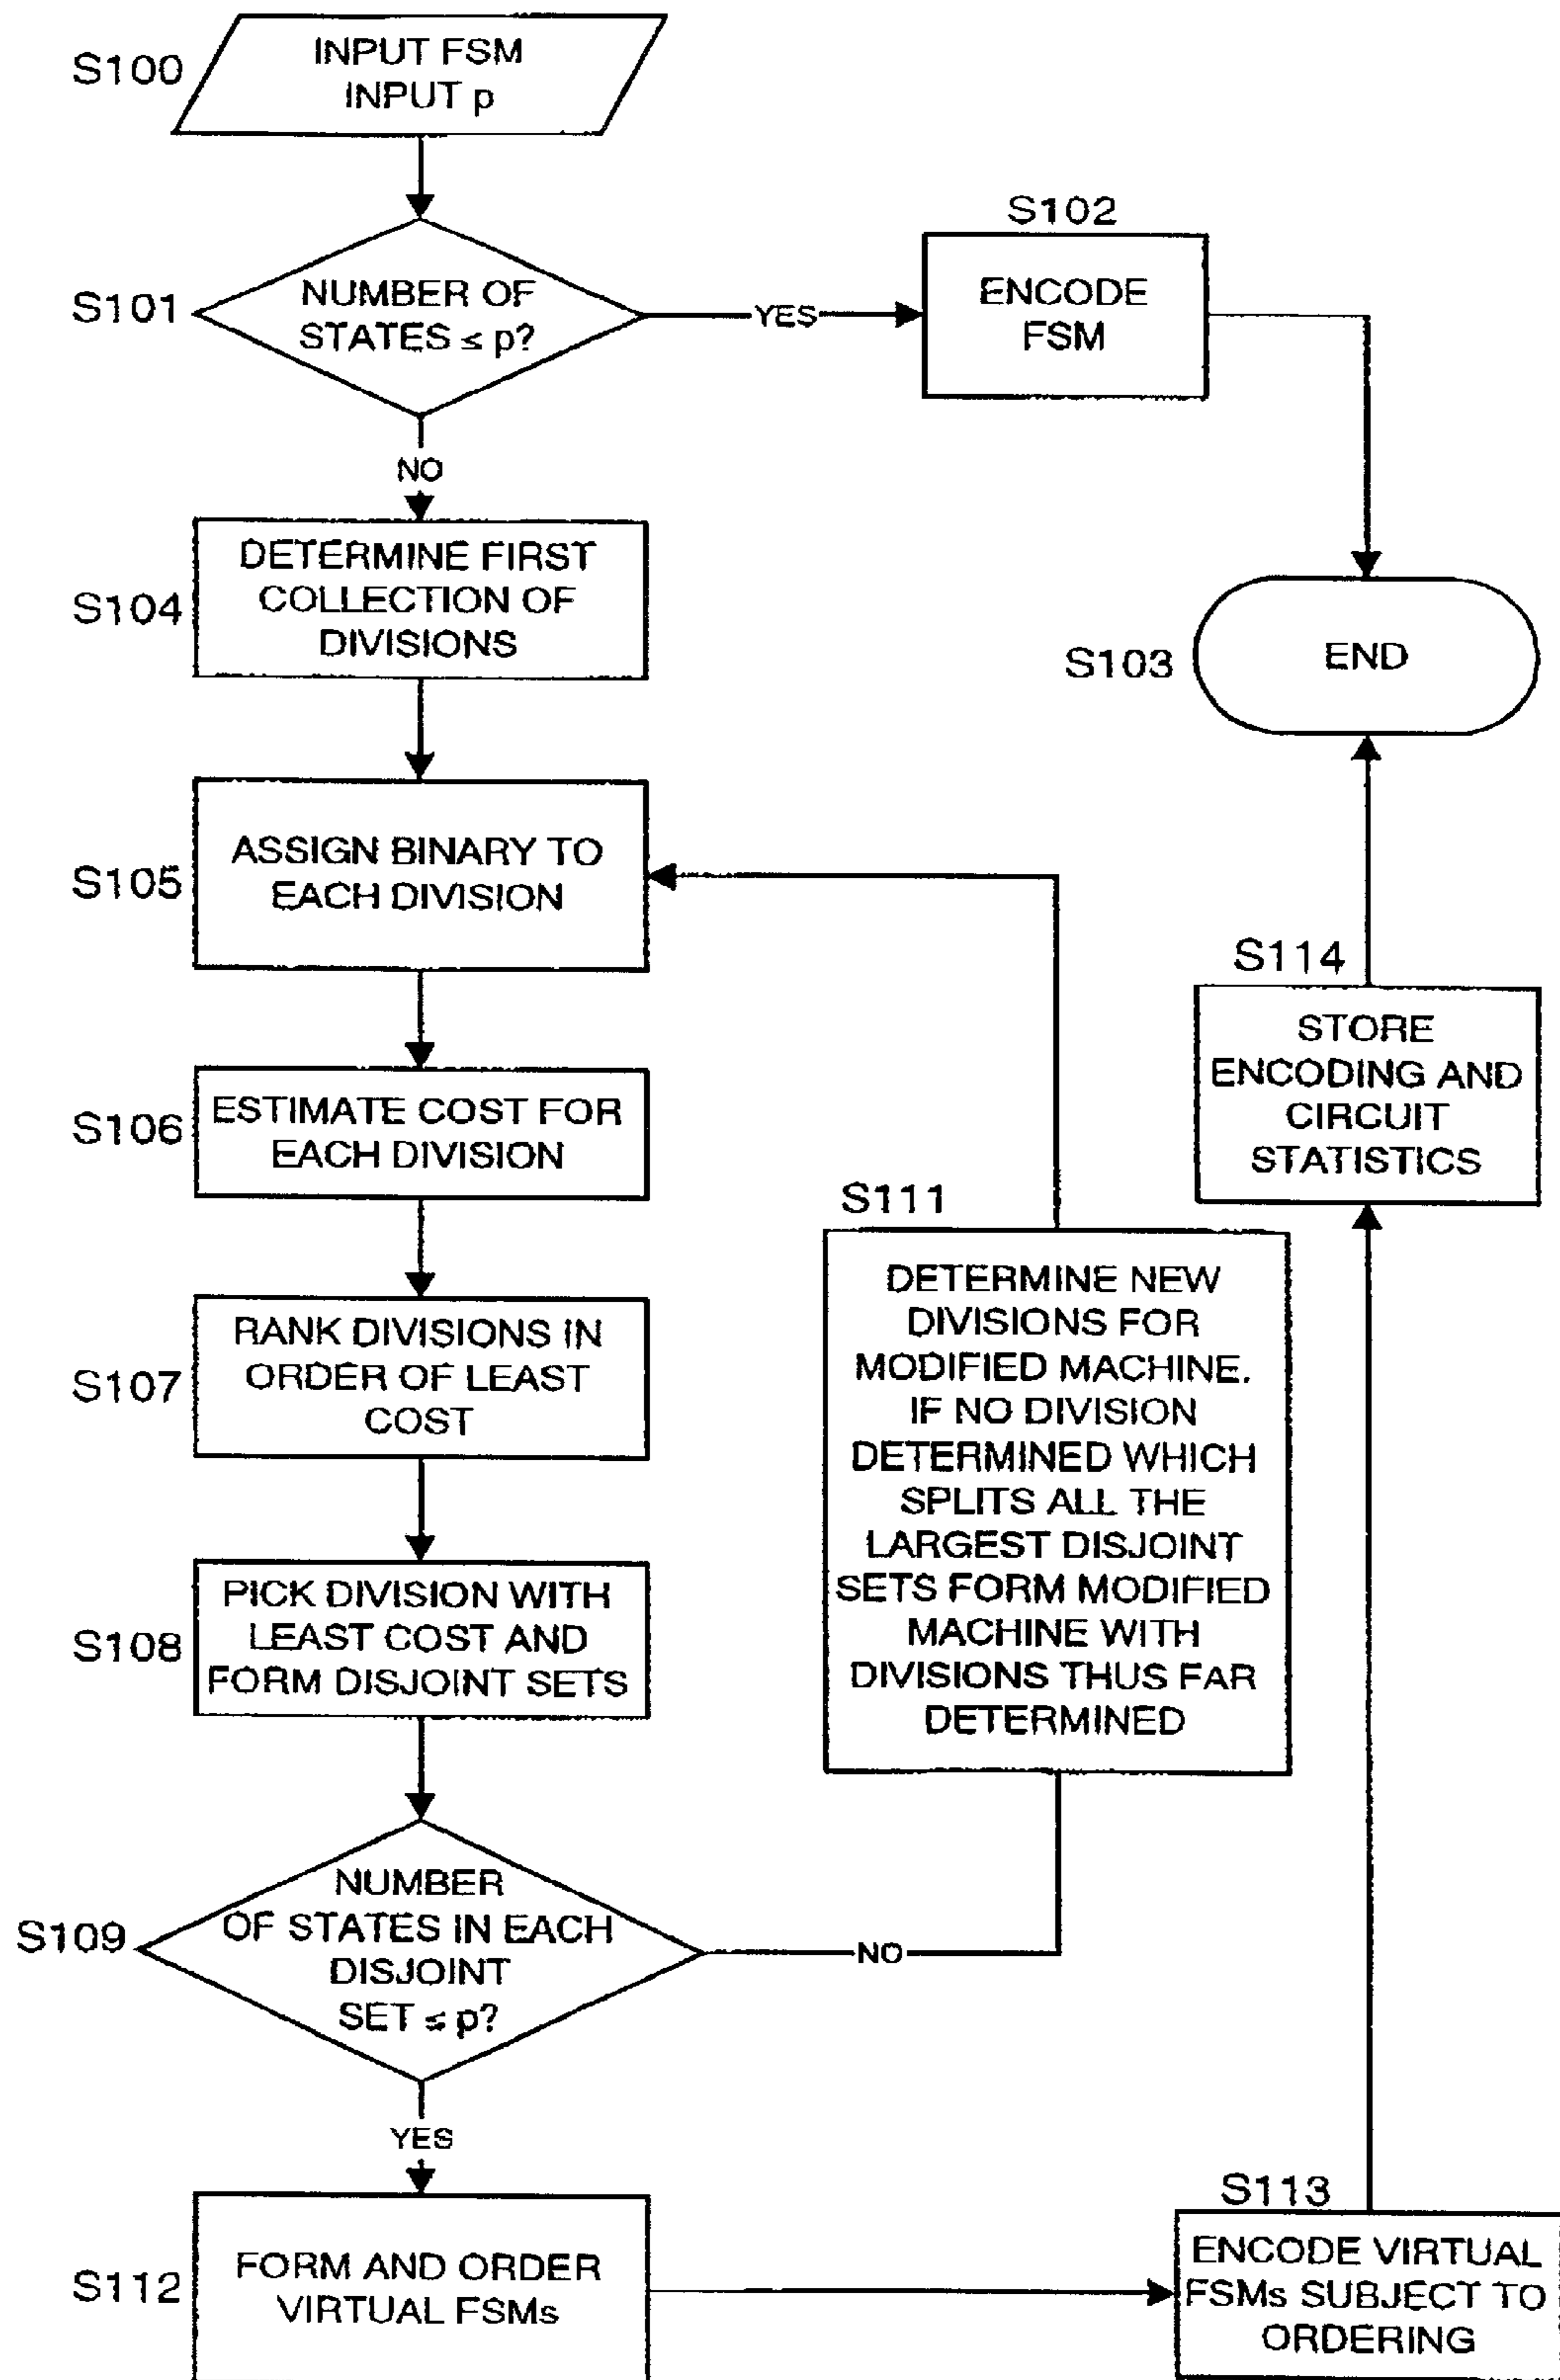 S100
INPUT FSM
INPUT p
S101
NUMBER OF
STATES ≤ p?
YES
S102
ENCODE
FSM
NO
S104
DETERMINE FIRST
COLLECTION OF
DIVISIONS
S103
END
S105
ASSIGN BINARY TO
EACH DIVISION
S106
ESTIMATE COST FOR
EACH DIVISION
S107
RANK DIVISIONS IN
ORDER OF LEAST
COST
S108
PICK DIVISION WITH
LEAST COST AND
FORM DISJOINT SETS
S109
NUMBER
OF STATES IN EACH
DISJOINT
SET ≤ p?
NO
S111
DETERMINE NEW
DIVISIONS FOR
MODIFIED MACHINE.
IF NO DIVISION
DETERMINED WHICH
SPLITS ALL THE
LARGEST DISJOINT
SETS FORM MODIFIED
MACHINE WITH
DIVISIONS THUS FAR
DETERMINED
YES
S112
FORM AND ORDER
VIRTUAL FSMs
S113
ENCODE VIRTUAL
FSMs SUBJECT TO
ORDERING
S114
STORE
ENCODING AND
CIRCUIT
STATISTICS